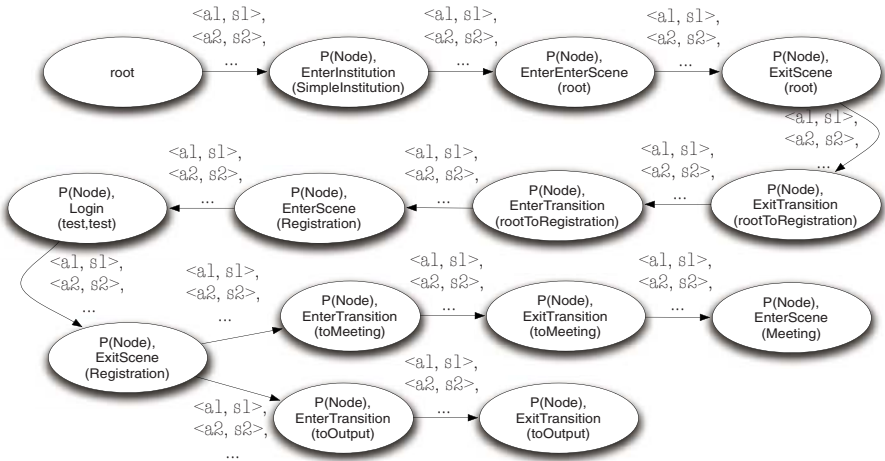 <a1, s1>,
<a2, s2>,
...
<a1, s1>,
<a2, s2>,
...
<a1, s1>,
<a2, s2>,
...
root
P(Node),
EnterInstitution
(SimpleInstitution)
P(Node),
EnterEnterScene
(root)
P(Node),
ExitScene
(root)
<a1, s1>,
<a2, s2>,
...
<a1, s1>,
<a2, s2>,
...
<a1, s1>,
<a2, s2>,
...
<a1, s1>,
<a2, s2>,
...
P(Node),
Login
(test,test)
P(Node),
EnterScene
(Registration)
P(Node),
EnterTransition
(rootToRegistration)
P(Node),
ExitTransition
(rootToRegistration)
<a1, s1>,
<a2, s2>,
...
<a1, s1>,
<a2, s2>,
...
<a1, s1>,
<a2, s2>,
...
<a1, s1>,
<a2, s2>,
...
P(Node),
EnterTransition
(toMeeting)
P(Node),
ExitTransition
(toMeeting)
P(Node),
EnterScene
(Meeting)
P(Node),
ExitScene
(Registration)
<a1, s1>,
<a2, s2>,
...
<a1, s1>,
<a2, s2>,
...
P(Node),
EnterTransition
(toOutput)
P(Node),
ExitTransition
(toOutput)